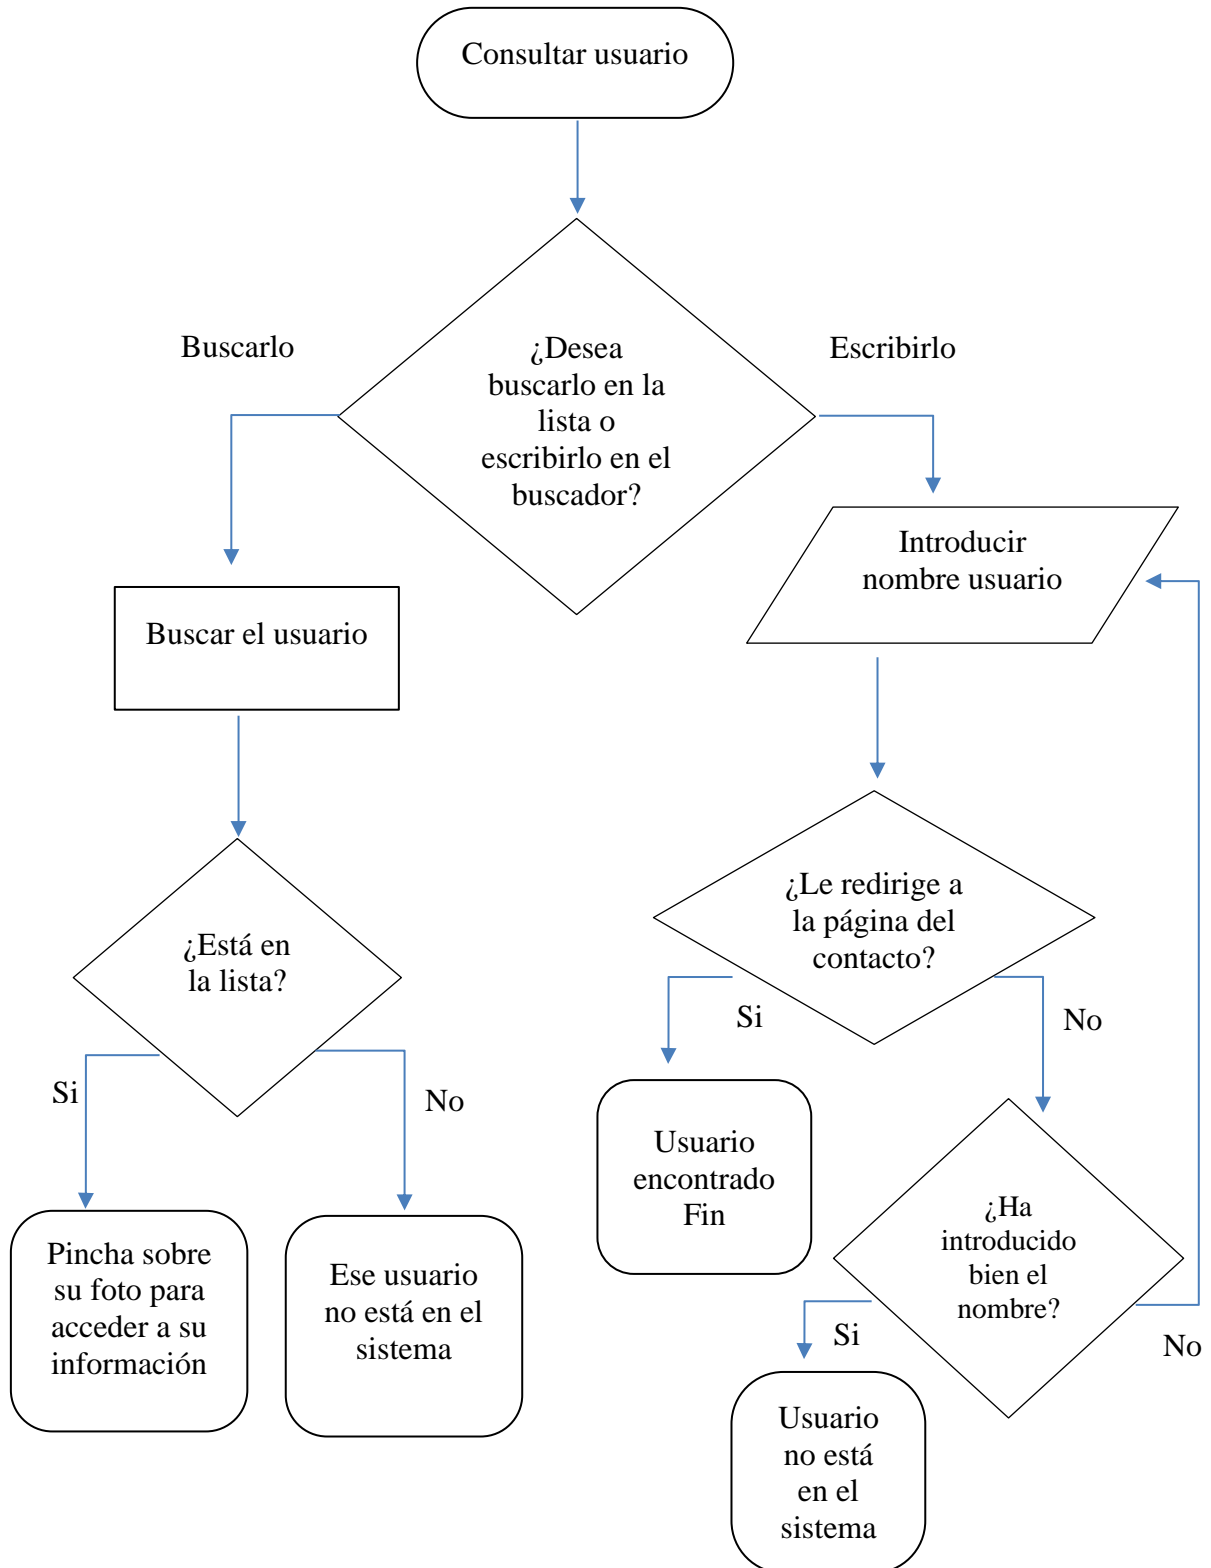 Consultar usuario
Buscarlo
¿Desea
buscarlo en la
lista o
escribirlo en el
buscador?
Escribirlo
Introducir
nombre usuario
Buscar el usuario
¿Le redirige a
la página del
contacto?
¿Está en
la lista?
Si
No
Si
No
Usuario
encontrado
Fin
¿Ha
introducido
bien el
nombre?
Pincha sobre
su foto para
acceder a su
información
Ese usuario
no está en el
sistema
Si
No
Usuario
no está
en el
sistema